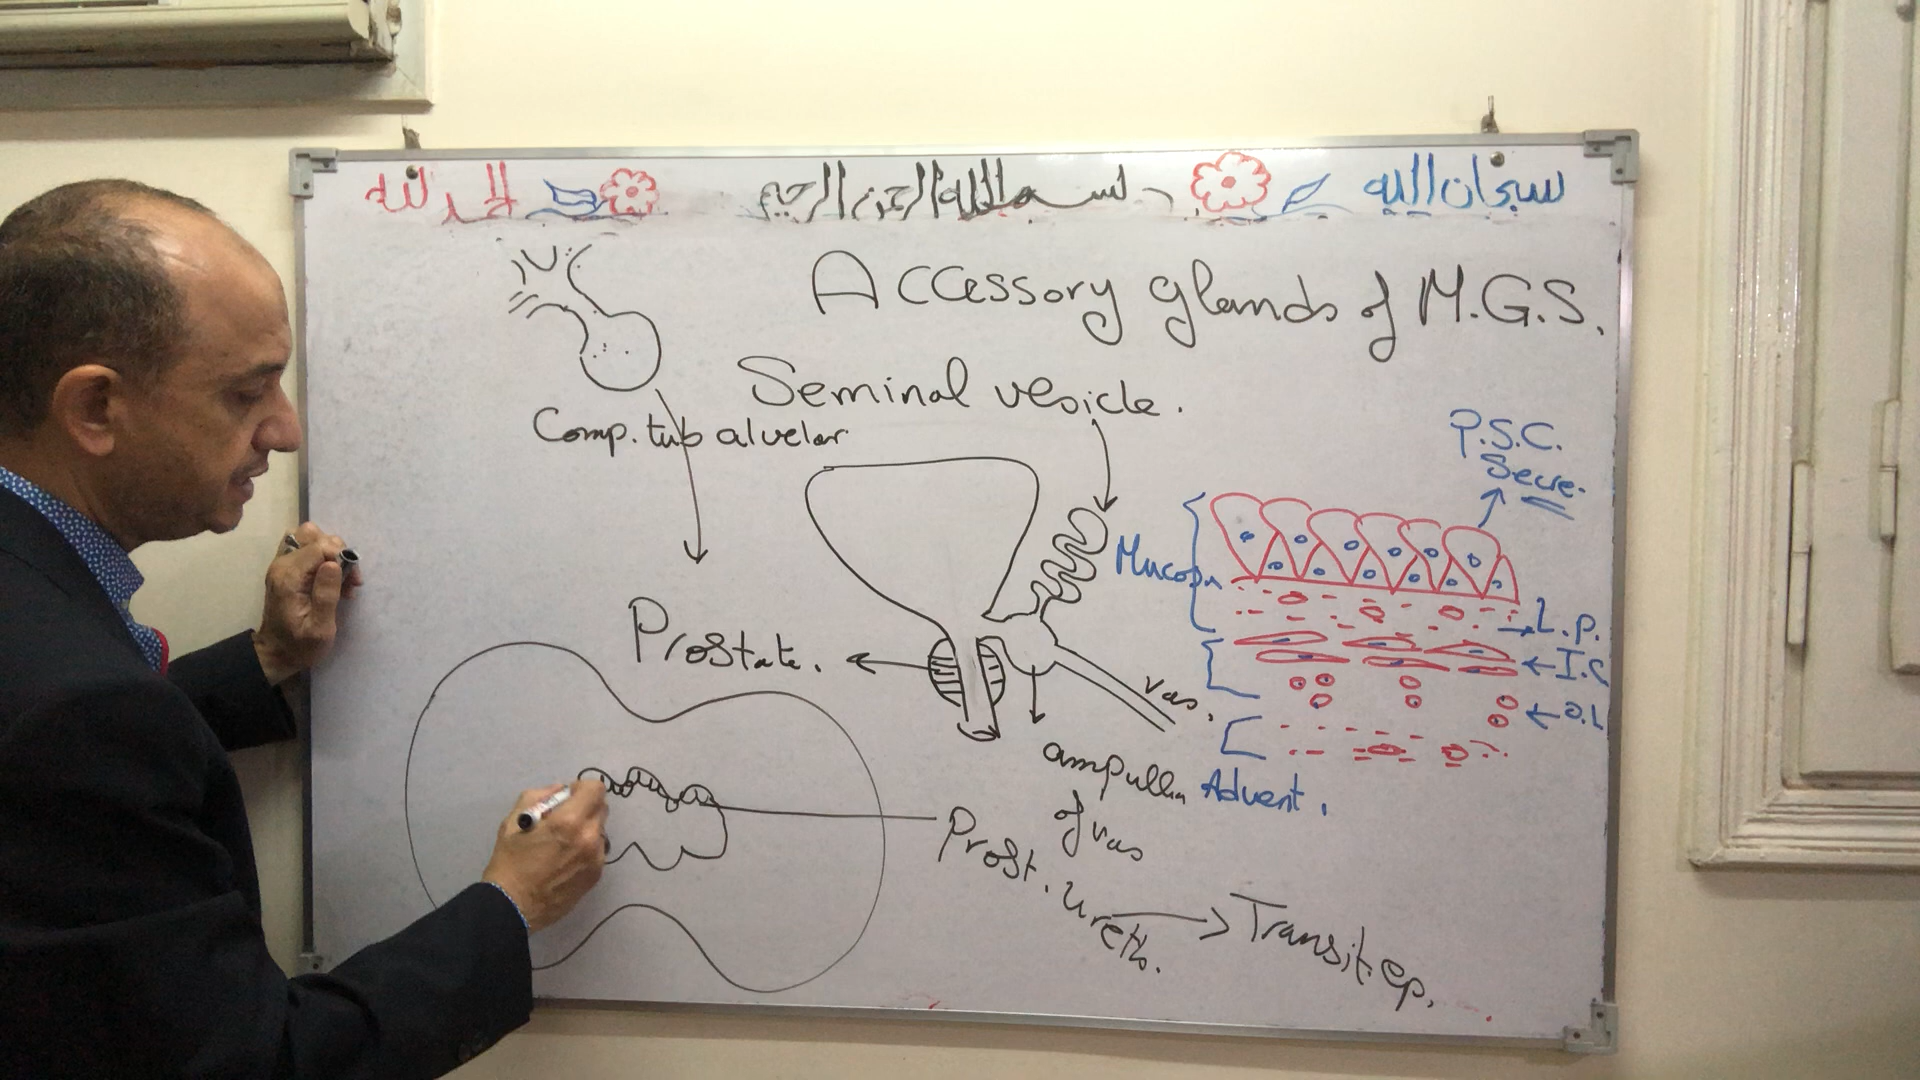 سبحان الله بسم الله الرحمن الرحيم الحمد لله
Accessory glands of M.G.S.
Seminal vesicle.
Comp. tub alvelar
P.S.C.
Secre.
Mucosa
L.P.
I.C
O.L
Prostate.
vas.
ampulla
of vas
Advent.
Prost. Ureth. → Transit. ep.